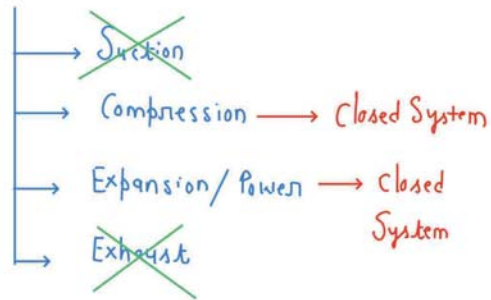 Suction
Compression → Closed System
Expansion / Power → Closed
System
Exhaust